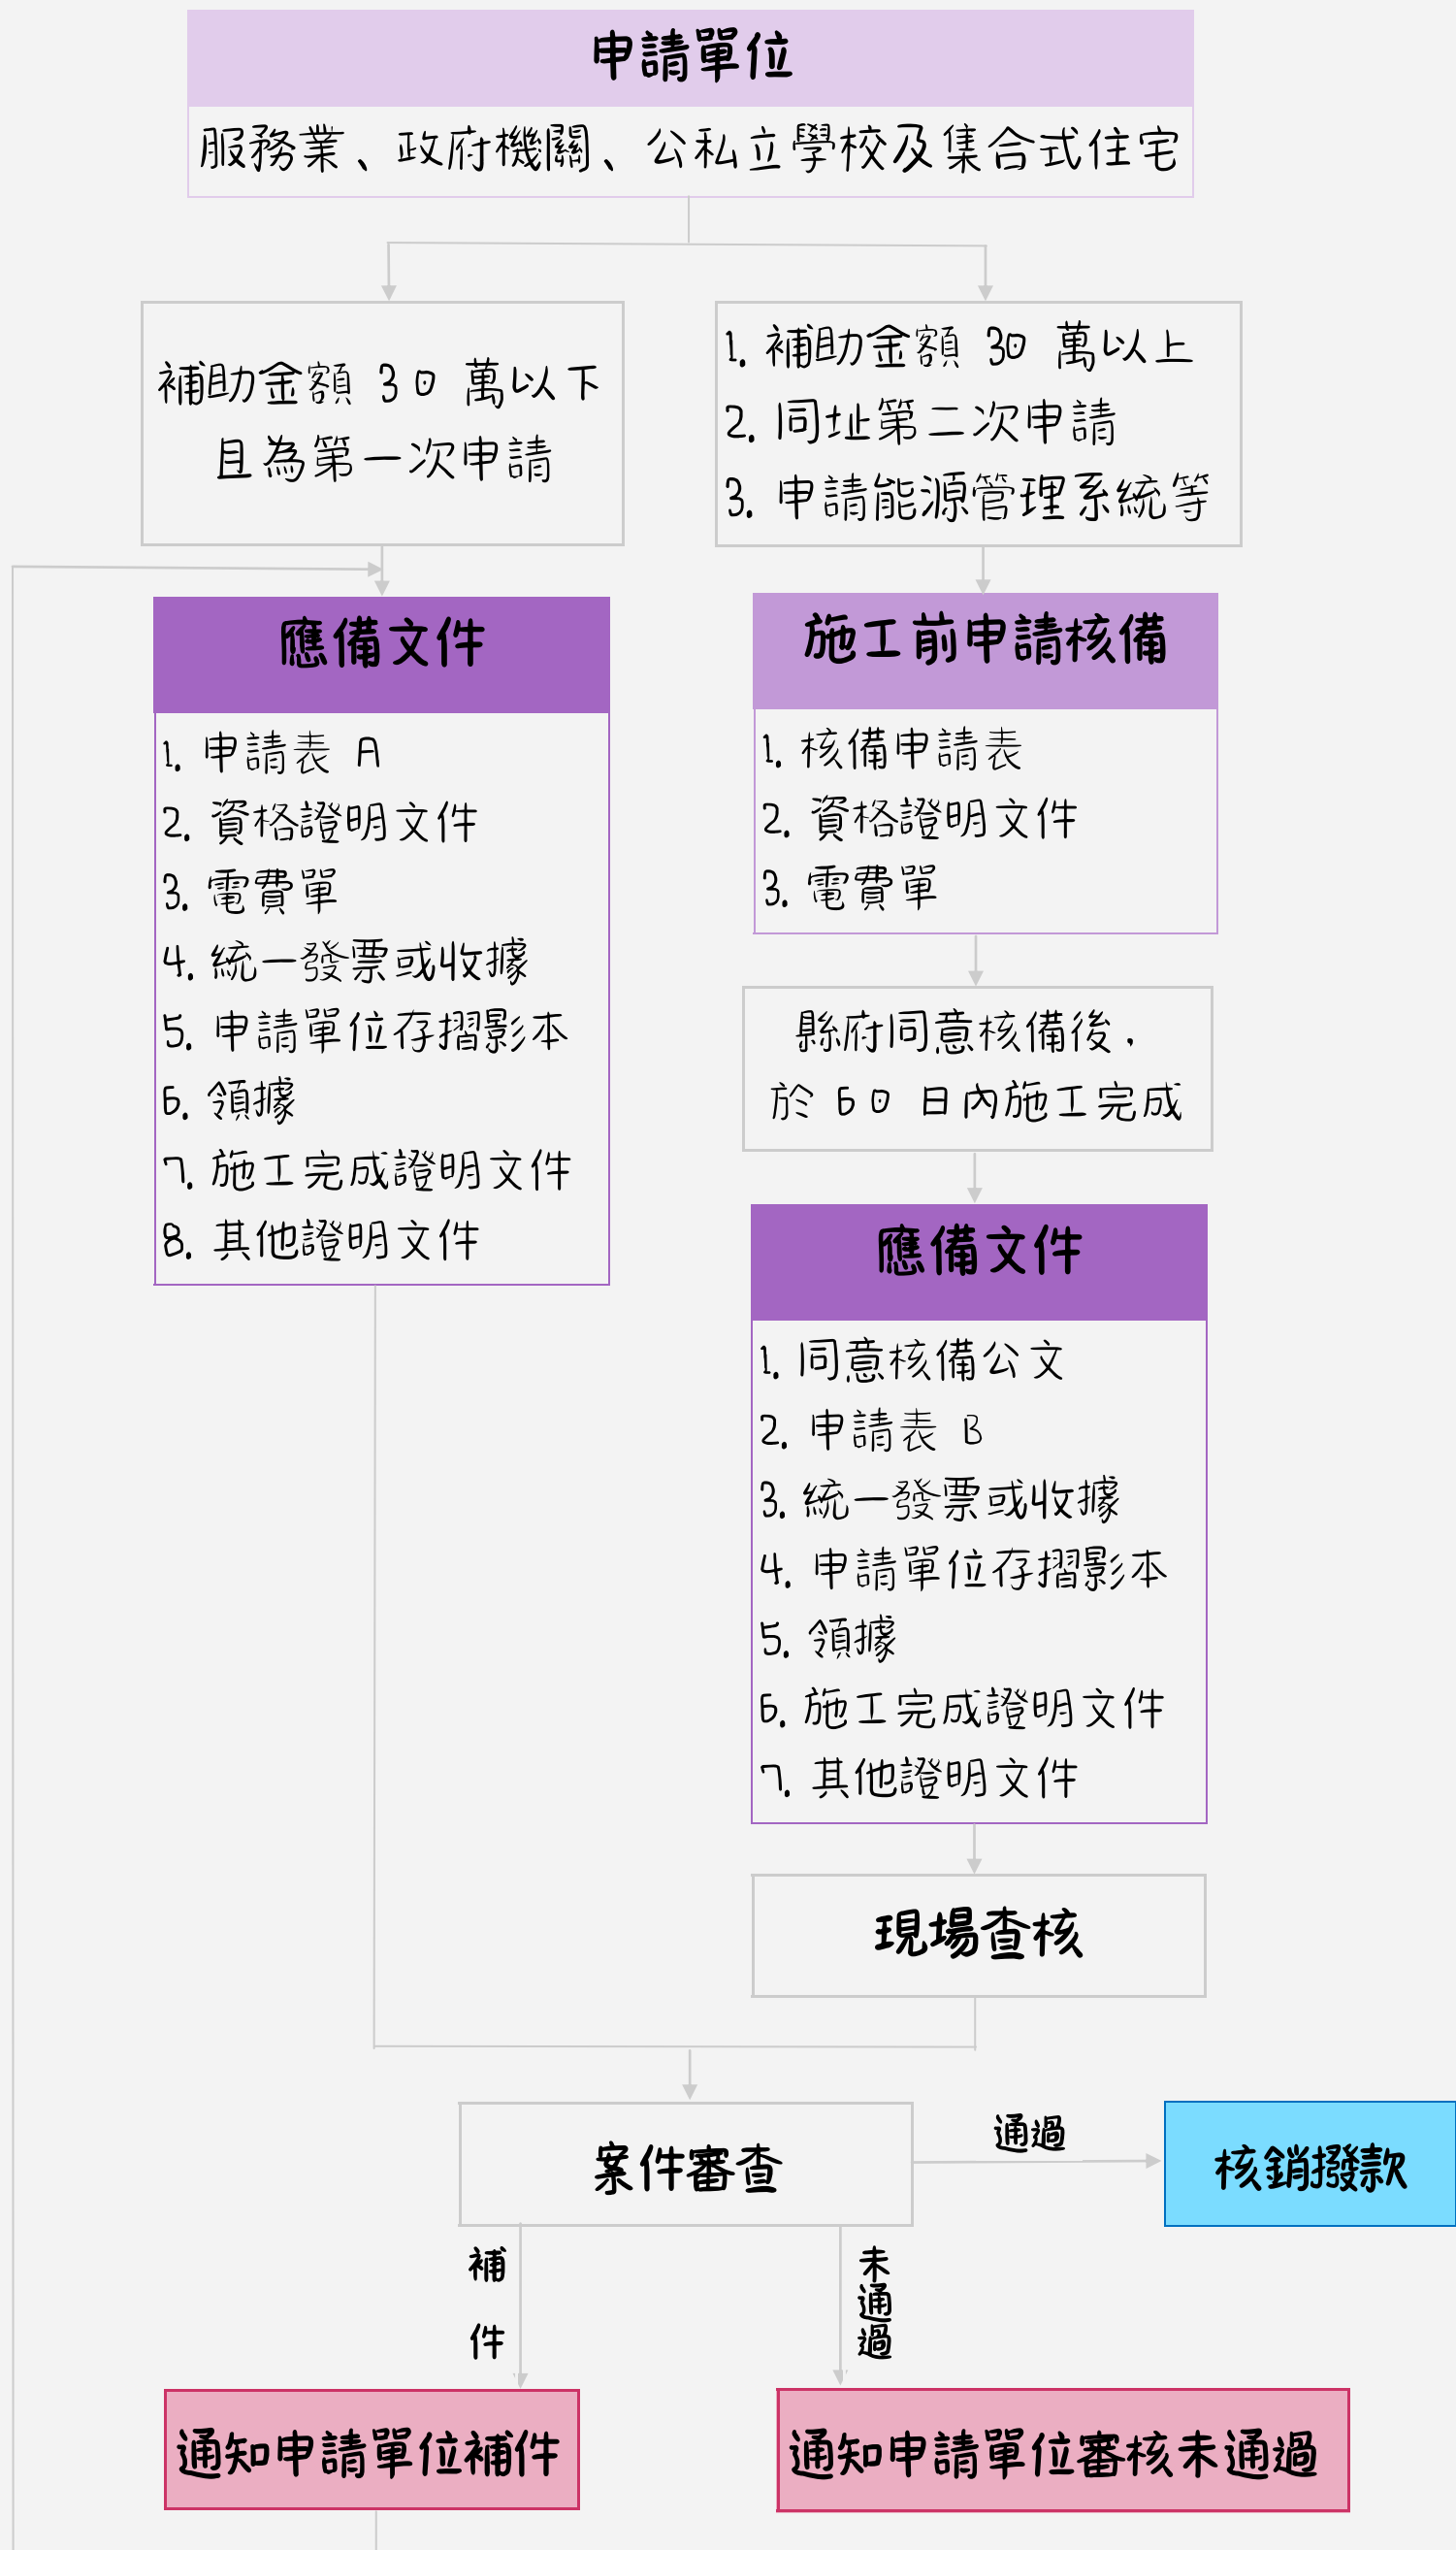 申請單位
服務業、政府機關、公私立學校及集合式住宅
補助金額 30 萬以下
且為第一次申請
1. 補助金額 30 萬以上
2. 同址第二次申請
3. 申請能源管理系統等
應備文件
1. 申請表 A
2. 資格證明文件
3. 電費單
4. 統一發票或收據
5. 申請單位存摺影本
6. 領據
7. 施工完成證明文件
8. 其他證明文件
施工前申請核備
1. 核備申請表
2. 資格證明文件
3. 電費單
縣府同意核備後,
於 60 日內施工完成
應備文件
1. 同意核備公文
2. 申請表 B
3. 統一發票或收據
4. 申請單位存摺影本
5. 領據
6. 施工完成證明文件
7. 其他證明文件
現場查核
案件審查
通過
核銷撥款
補件
未通過
通知申請單位補件
通知申請單位審核未通過